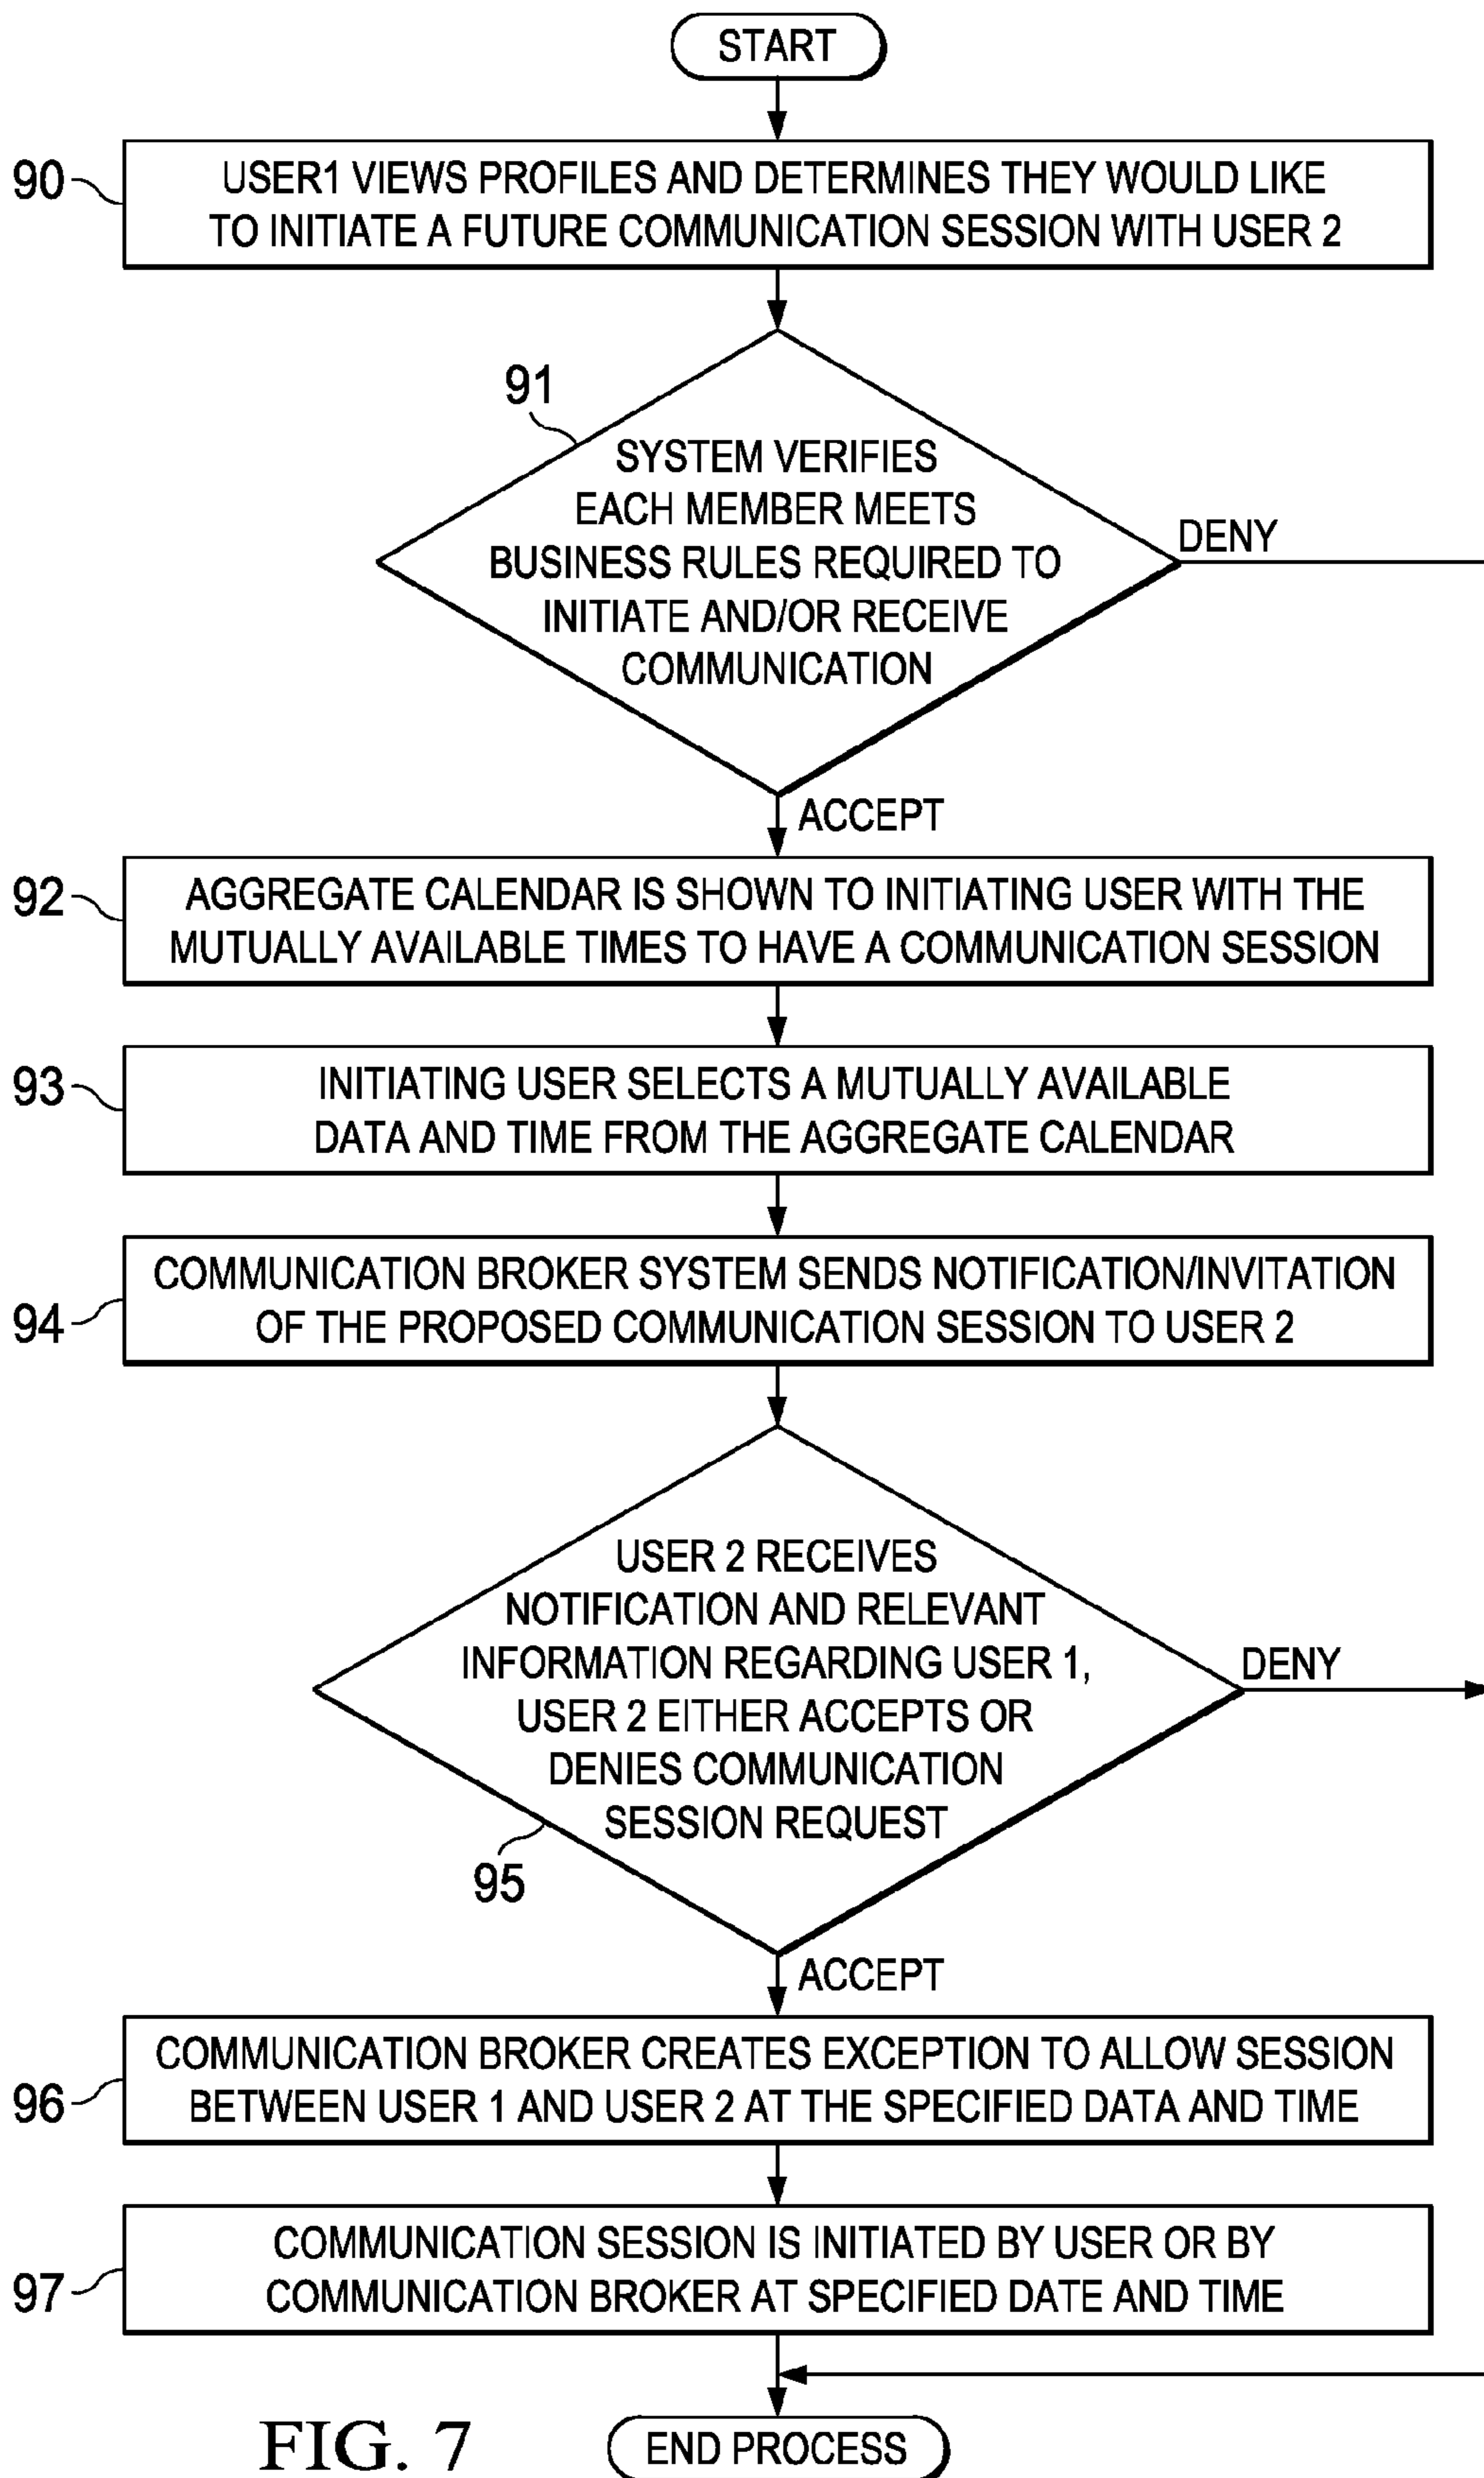 START
90
USER1 VIEWS PROFILES AND DETERMINES THEY WOULD LIKE
TO INITIATE A FUTURE COMMUNICATION SESSION WITH USER 2
91
SYSTEM VERIFIES
EACH MEMBER MEETS
BUSINESS RULES REQUIRED TO
INITIATE AND/OR RECEIVE
COMMUNICATION
DENY
ACCEPT
92
AGGREGATE CALENDAR IS SHOWN TO INITIATING USER WITH THE
MUTUALLY AVAILABLE TIMES TO HAVE A COMMUNICATION SESSION
93
INITIATING USER SELECTS A MUTUALLY AVAILABLE
DATA AND TIME FROM THE AGGREGATE CALENDAR
94
COMMUNICATION BROKER SYSTEM SENDS NOTIFICATION/INVITATION
OF THE PROPOSED COMMUNICATION SESSION TO USER 2
USER 2 RECEIVES
NOTIFICATION AND RELEVANT
INFORMATION REGARDING USER 1,
USER 2 EITHER ACCEPTS OR
DENIES COMMUNICATION
SESSION REQUEST
DENY
95
ACCEPT
96
COMMUNICATION BROKER CREATES EXCEPTION TO ALLOW SESSION
BETWEEN USER 1 AND USER 2 AT THE SPECIFIED DATA AND TIME
97
COMMUNICATION SESSION IS INITIATED BY USER OR BY
COMMUNICATION BROKER AT SPECIFIED DATE AND TIME
FIG. 7
END PROCESS